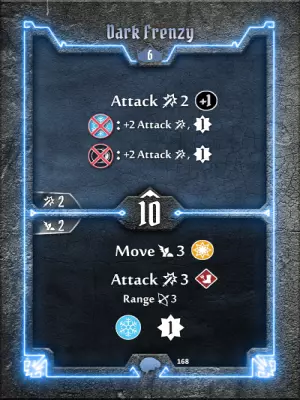 Dark Frenzy
6
Attack 2 +1
: +2 Attack , 1
: +2 Attack , 1
2
10
2
Move 3
Attack 3
Range 3
1
168